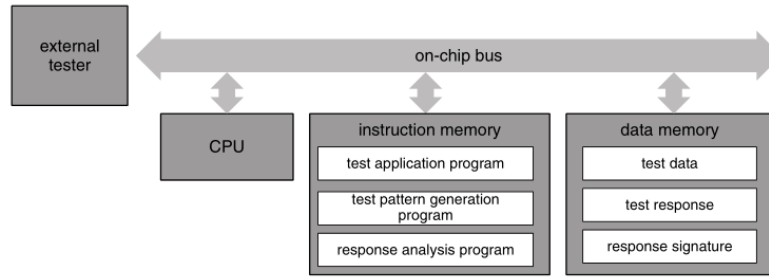 external
tester
on-chip bus
CPU
instruction memory
test application program
test pattern generation
program
response analysis program
data memory
test data
test response
response signature